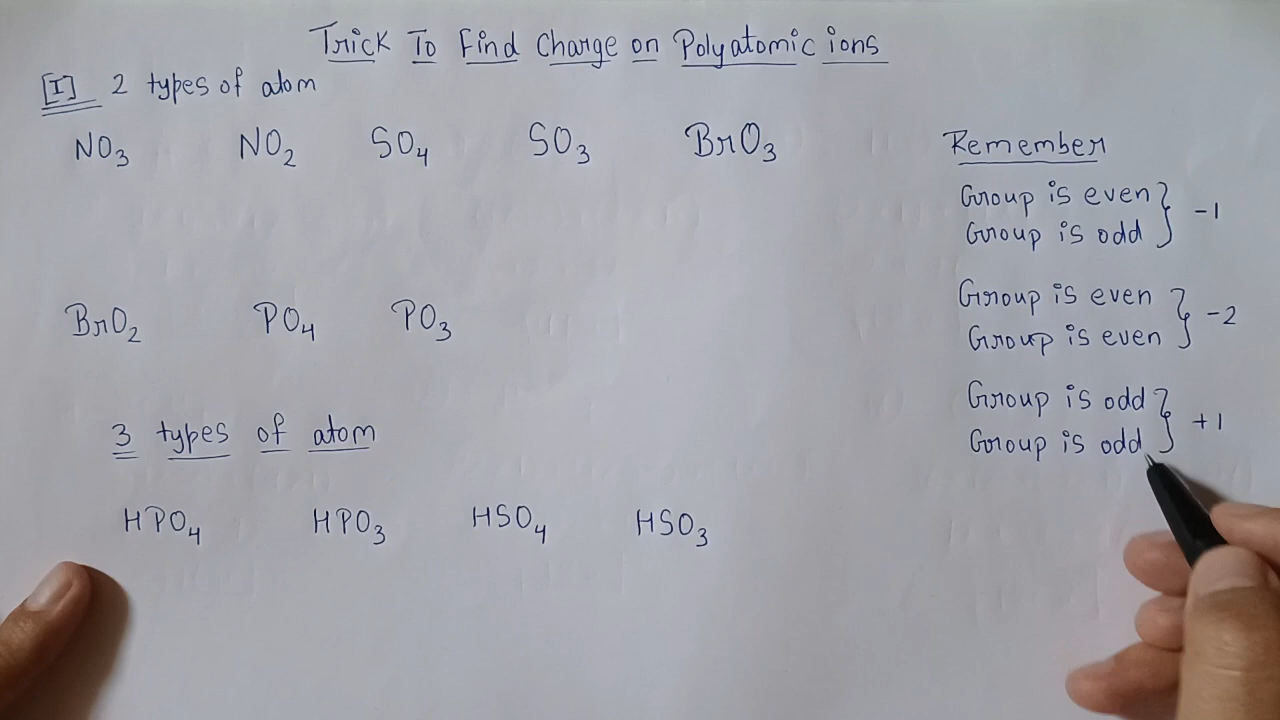 Trick To Find Charge on Polyatomic ions
[I] 2 types of atom
NO₃ NO₂ SO₄ SO₃ BrO₃
BrO₂ PO₄ PO₃
3 types of atom
HPO₄ HPO₃ HSO₄ HSO₃
Remember
Group is even
Group is odd } -1
Group is even
Group is even } -2
Group is odd
Group is odd } +1